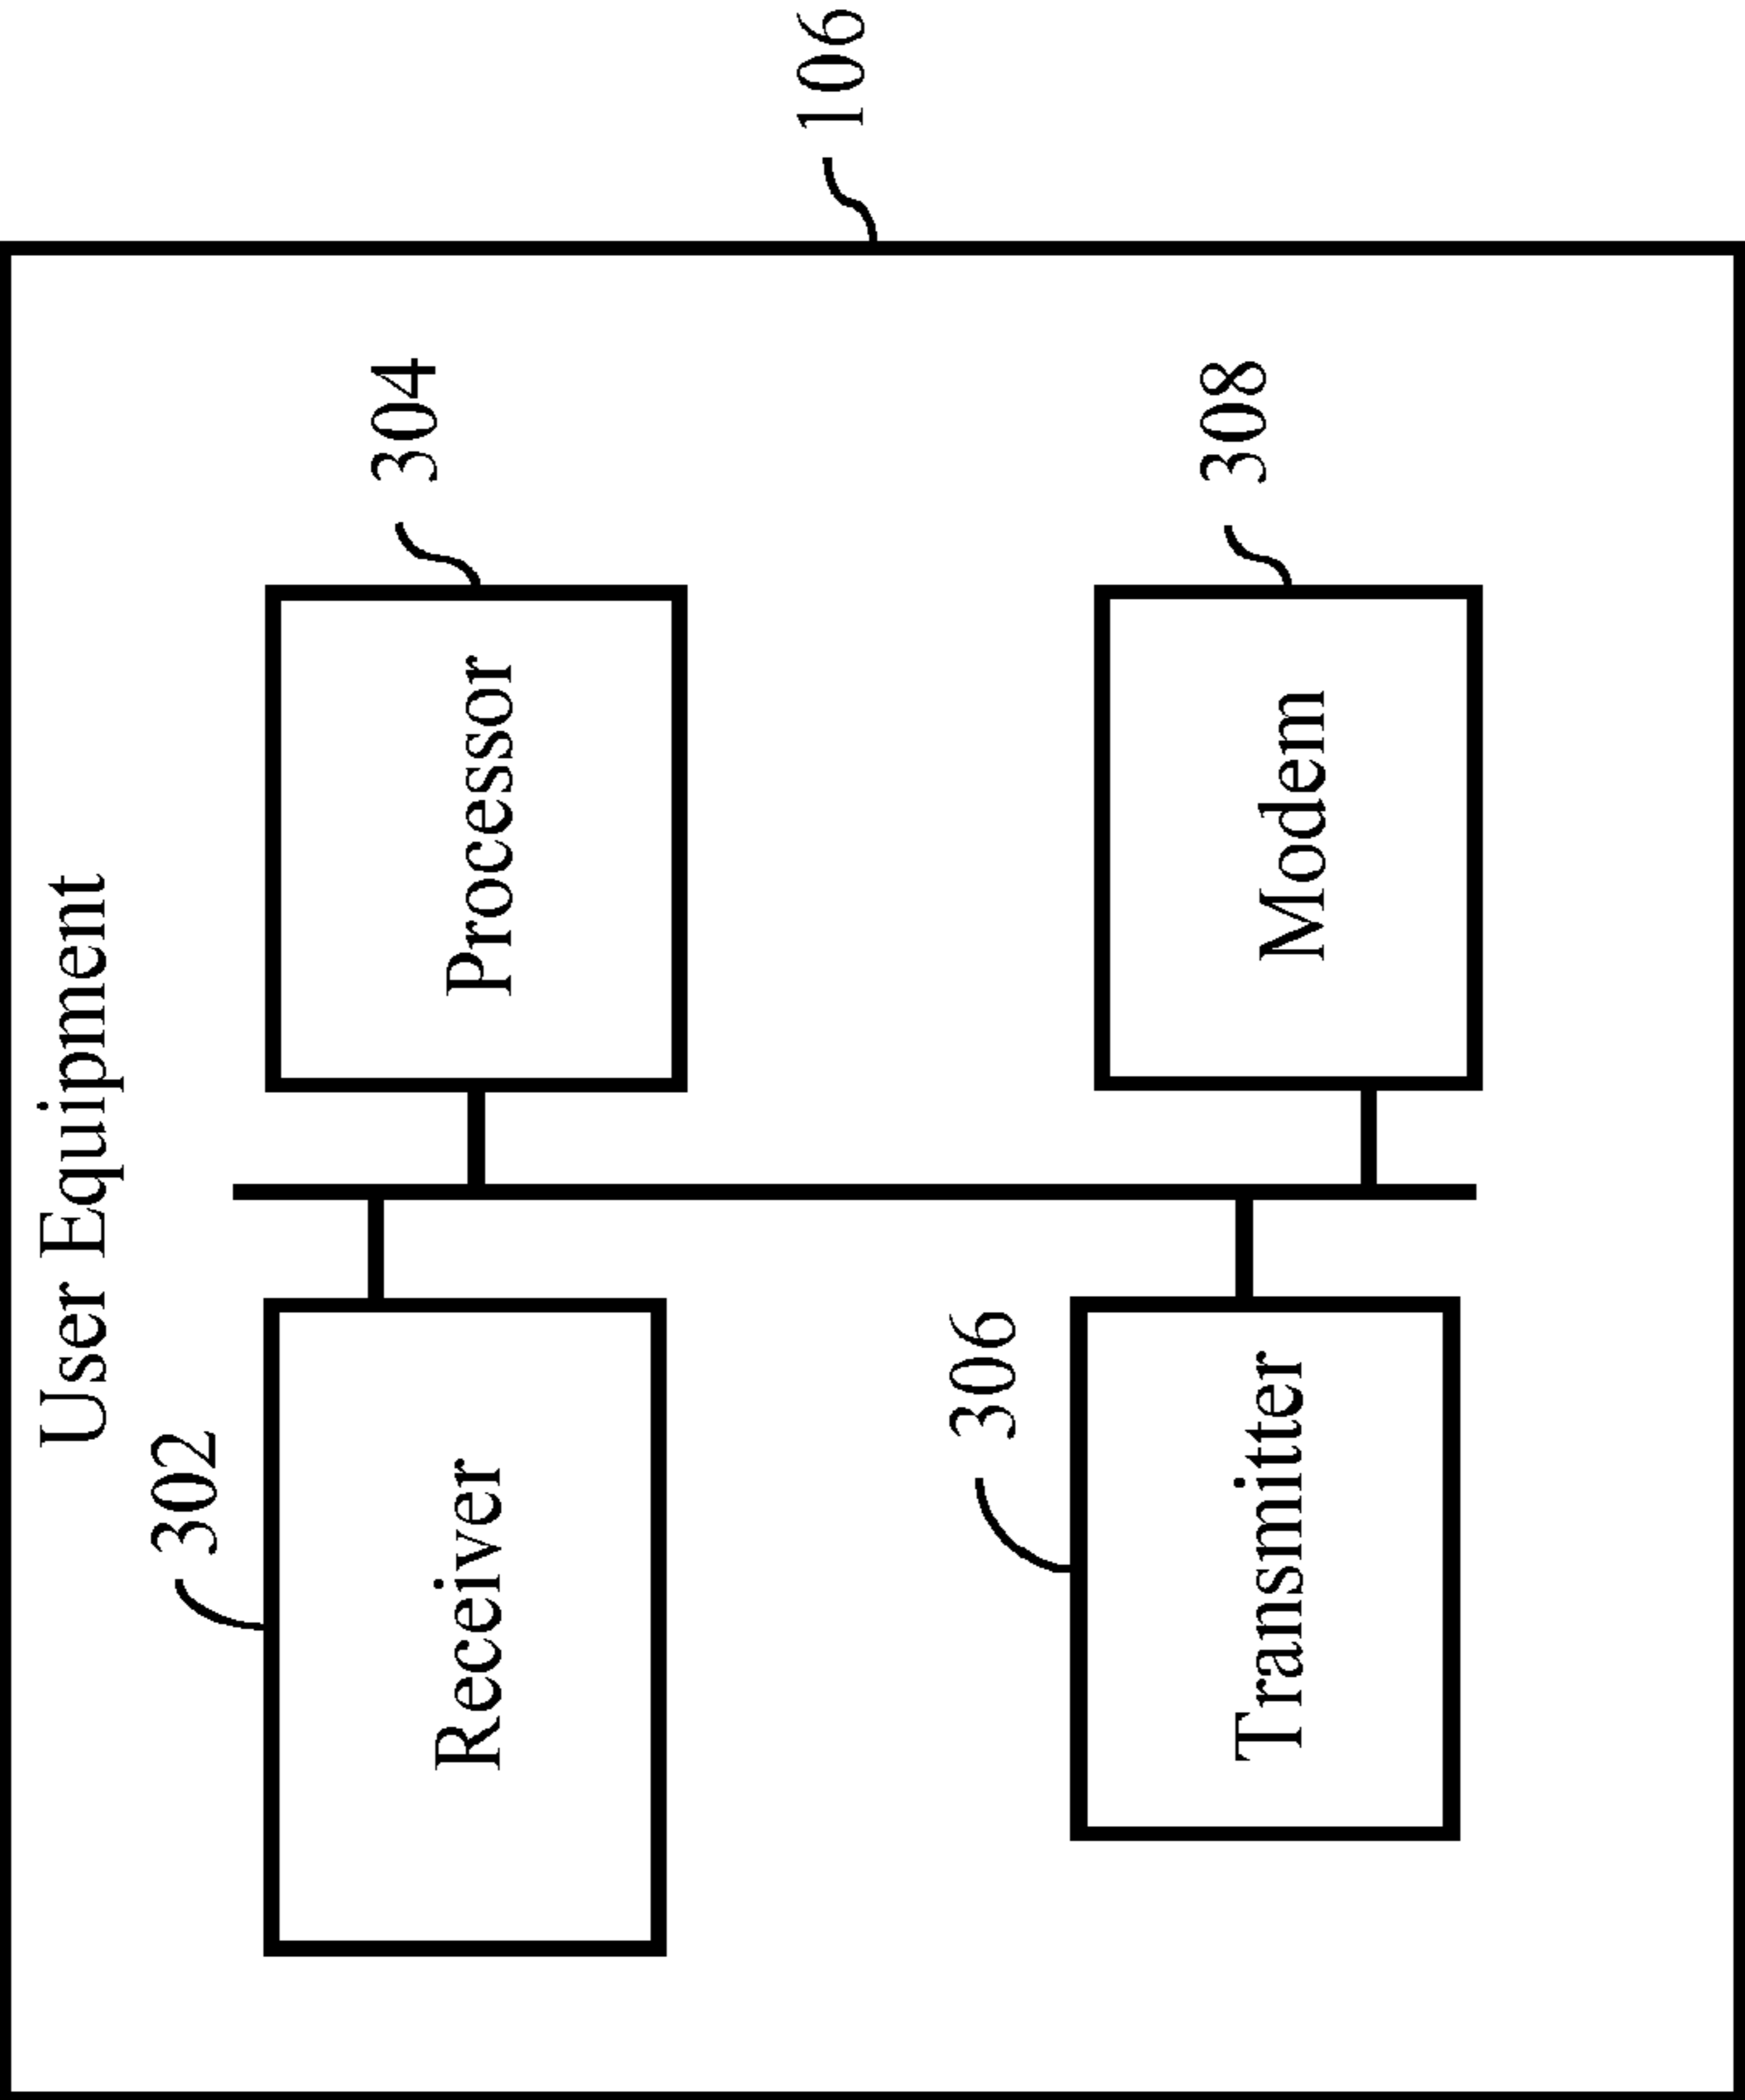 User Equipment
302
Receiver
304
Processor
306
Transmitter
308
Modem
106